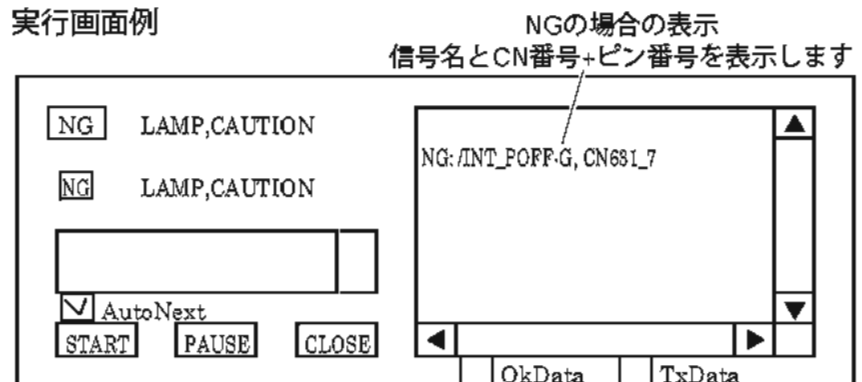 実行画面例
NGの場合の表示
信号名とCN番号+ピン番号を表示します
NG LAMP,CAUTION
NG LAMP,CAUTION
NG: /INT_POFF-G, CN681_7
AutoNext
START PAUSE CLOSE
OkData TxData